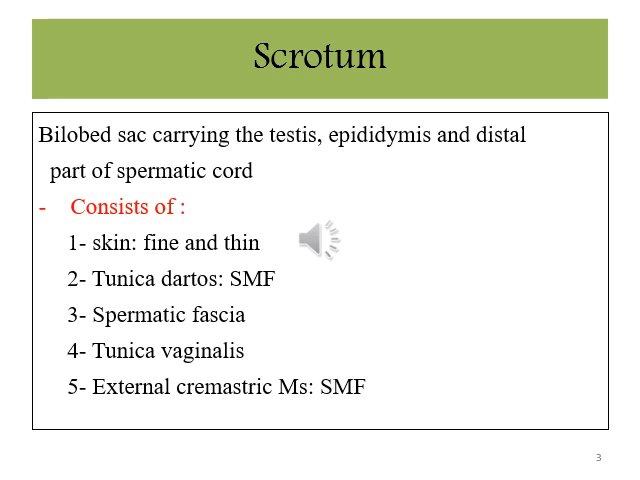 Scrotum
Bilobed sac carrying the testis, epididymis and distal
part of spermatic cord
- Consists of :
1- skin: fine and thin
2- Tunica dartos: SMF
3- Spermatic fascia
4- Tunica vaginalis
5- External cremastric Ms: SMF
3